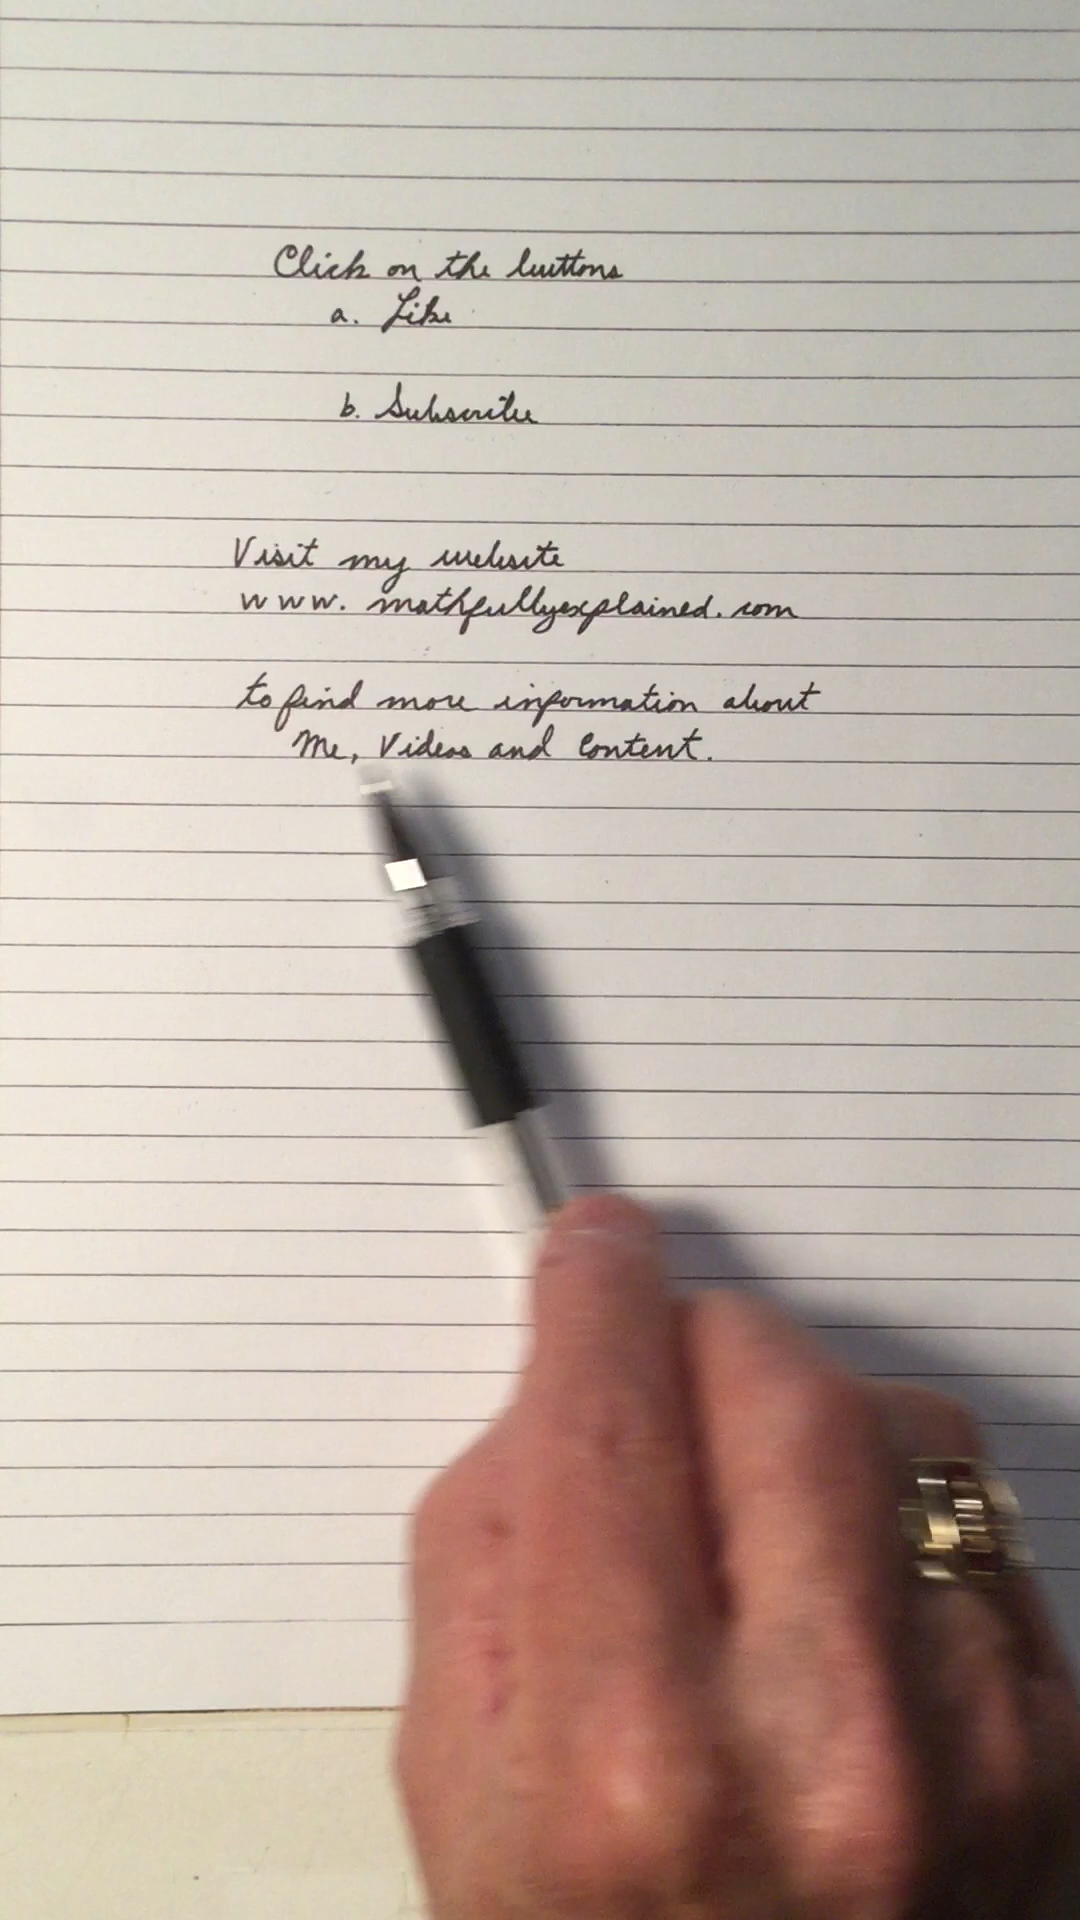 Click on the buttons
a. Like
b. Subscribe
Visit my website
www.mathfullyexplained.com
to find more information about
Me, Videos and Content.